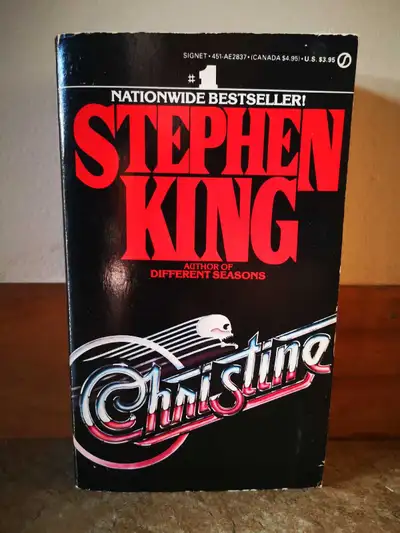 SIGNET • 451-AE2837 • (CANADA $4.95) • U.S. $3.95
#1
NATIONWIDE BESTSELLER!
STEPHEN
KING
AUTHOR OF
DIFFERENT SEASONS
Christine